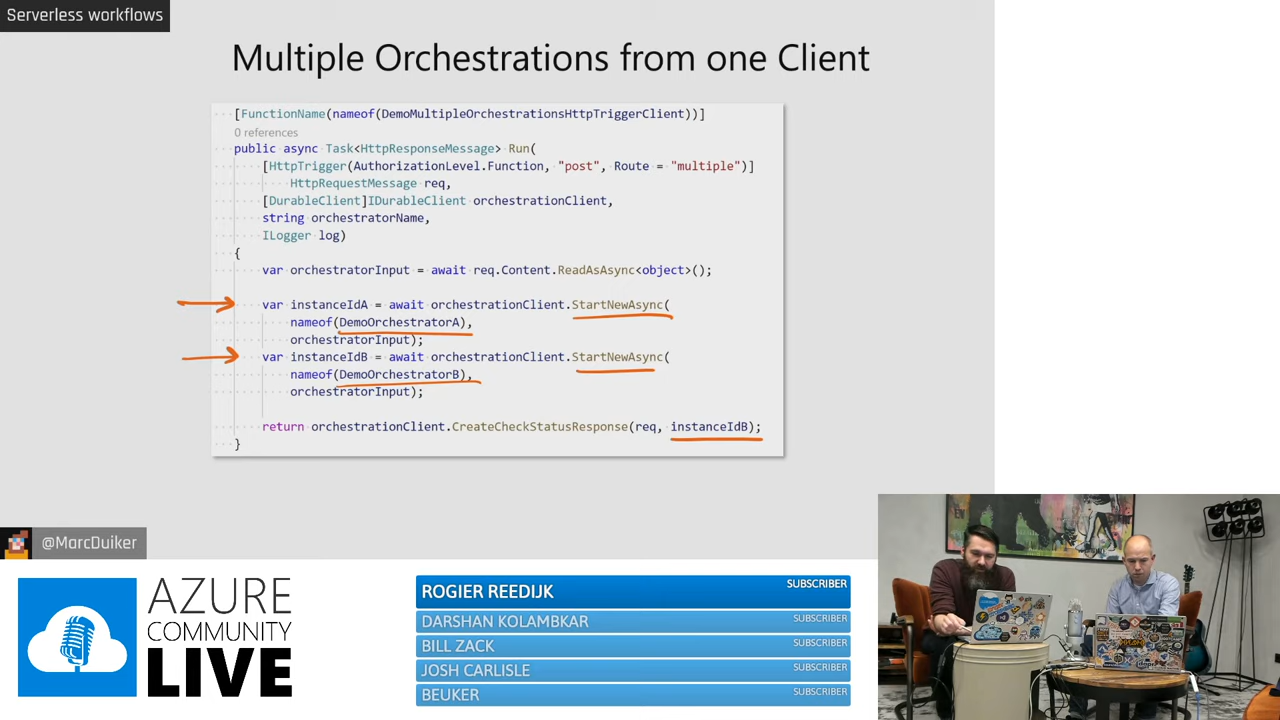 Serverless workflows
Multiple Orchestrations from one Client
[FunctionName(nameof(DemoMultipleOrchestrationsHttpTriggerClient))]
0 references
public async Task<HttpResponseMessage> Run(
[HttpTrigger(AuthorizationLevel.Function, "post", Route = "multiple")]
HttpRequestMessage req,
[DurableClient]IDurableClient orchestrationClient,
string orchestratorName,
ILogger log)
{
var orchestratorInput = await req.Content.ReadAsAsync<object>();
var instanceIdA = await orchestrationClient.StartNewAsync(
nameof(DemoOrchestratorA),
orchestratorInput);
var instanceIdB = await orchestrationClient.StartNewAsync(
nameof(DemoOrchestratorB),
orchestratorInput);
return orchestrationClient.CreateCheckStatusResponse(req, instanceIdB);
}
@MarcDuiker
AZURE
COMMUNITY
LIVE
ROGIER REEDIJK SUBSCRIBER
DARSHAN KOLAMBKAR SUBSCRIBER
BILL ZACK SUBSCRIBER
JOSH CARLISLE SUBSCRIBER
BEUKER SUBSCRIBER